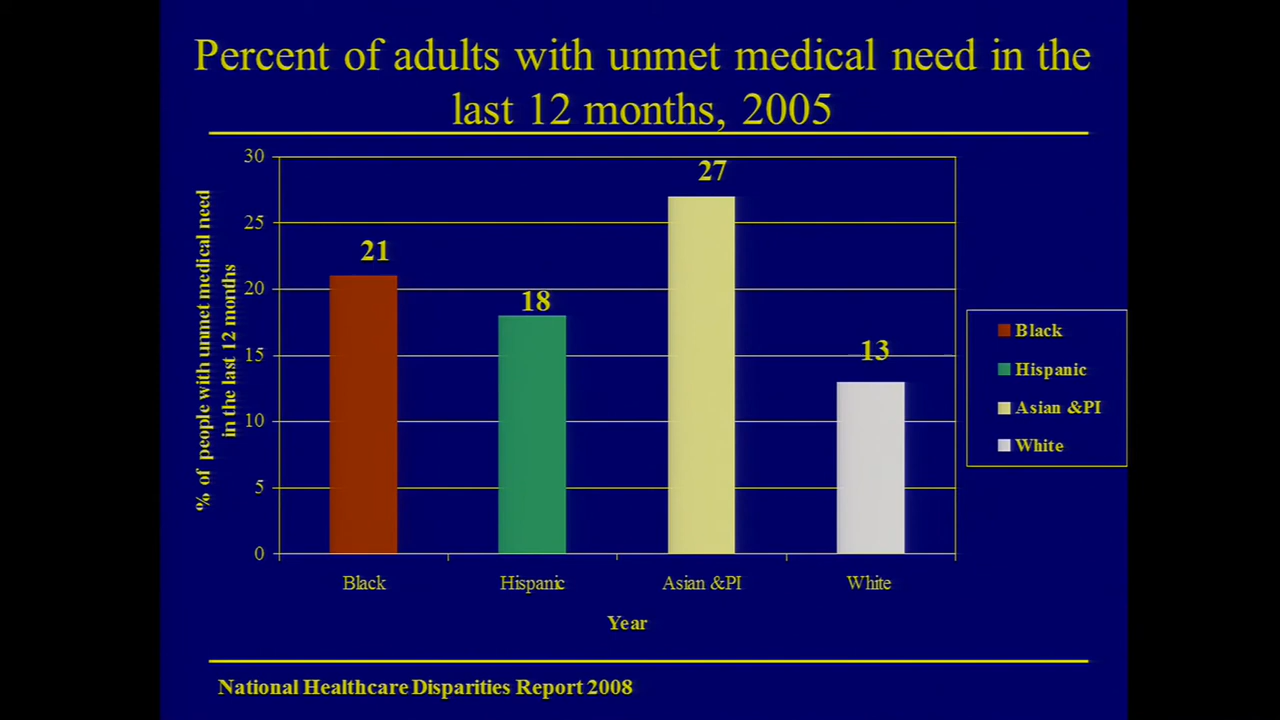 Percent of adults with unmet medical need in the
last 12 months, 2005
% of people with unmet medical need
in the last 12 months
30
25
20
15
10
5
0
21
18
27
13
Black
Hispanic
Asian &PI
White
Year
Black
Hispanic
Asian &PI
White
National Healthcare Disparities Report 2008